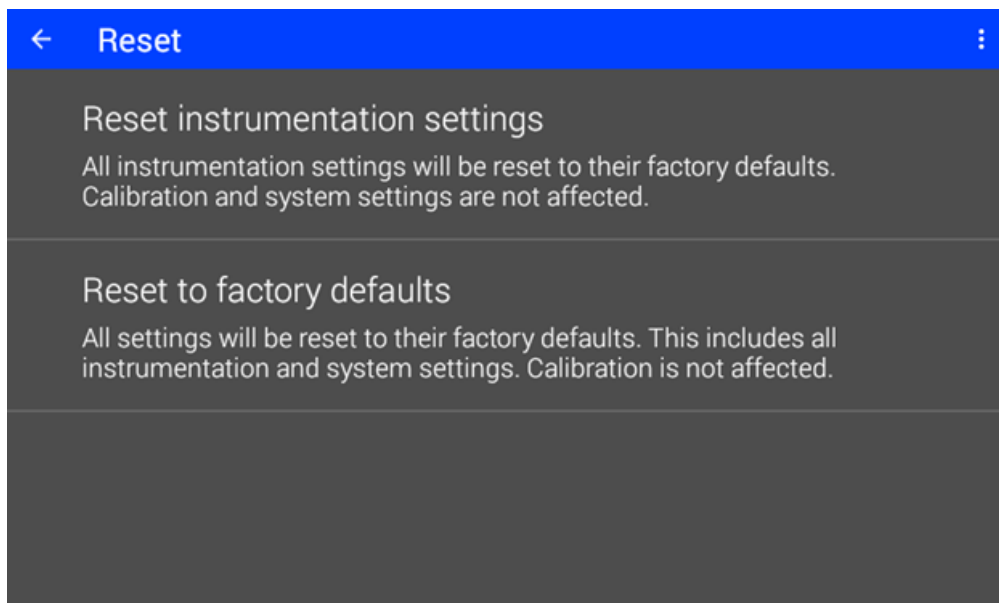 Reset
Reset instrumentation settings
All instrumentation settings will be reset to their factory defaults.
Calibration and system settings are not affected.
Reset to factory defaults
All settings will be reset to their factory defaults. This includes all
instrumentation and system settings. Calibration is not affected.